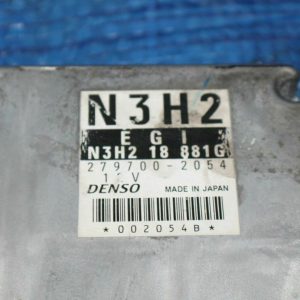 N3H2
EGI
N3H2 18 881G
279700-2054
12V
DENSO MADE IN JAPAN
*002054B*